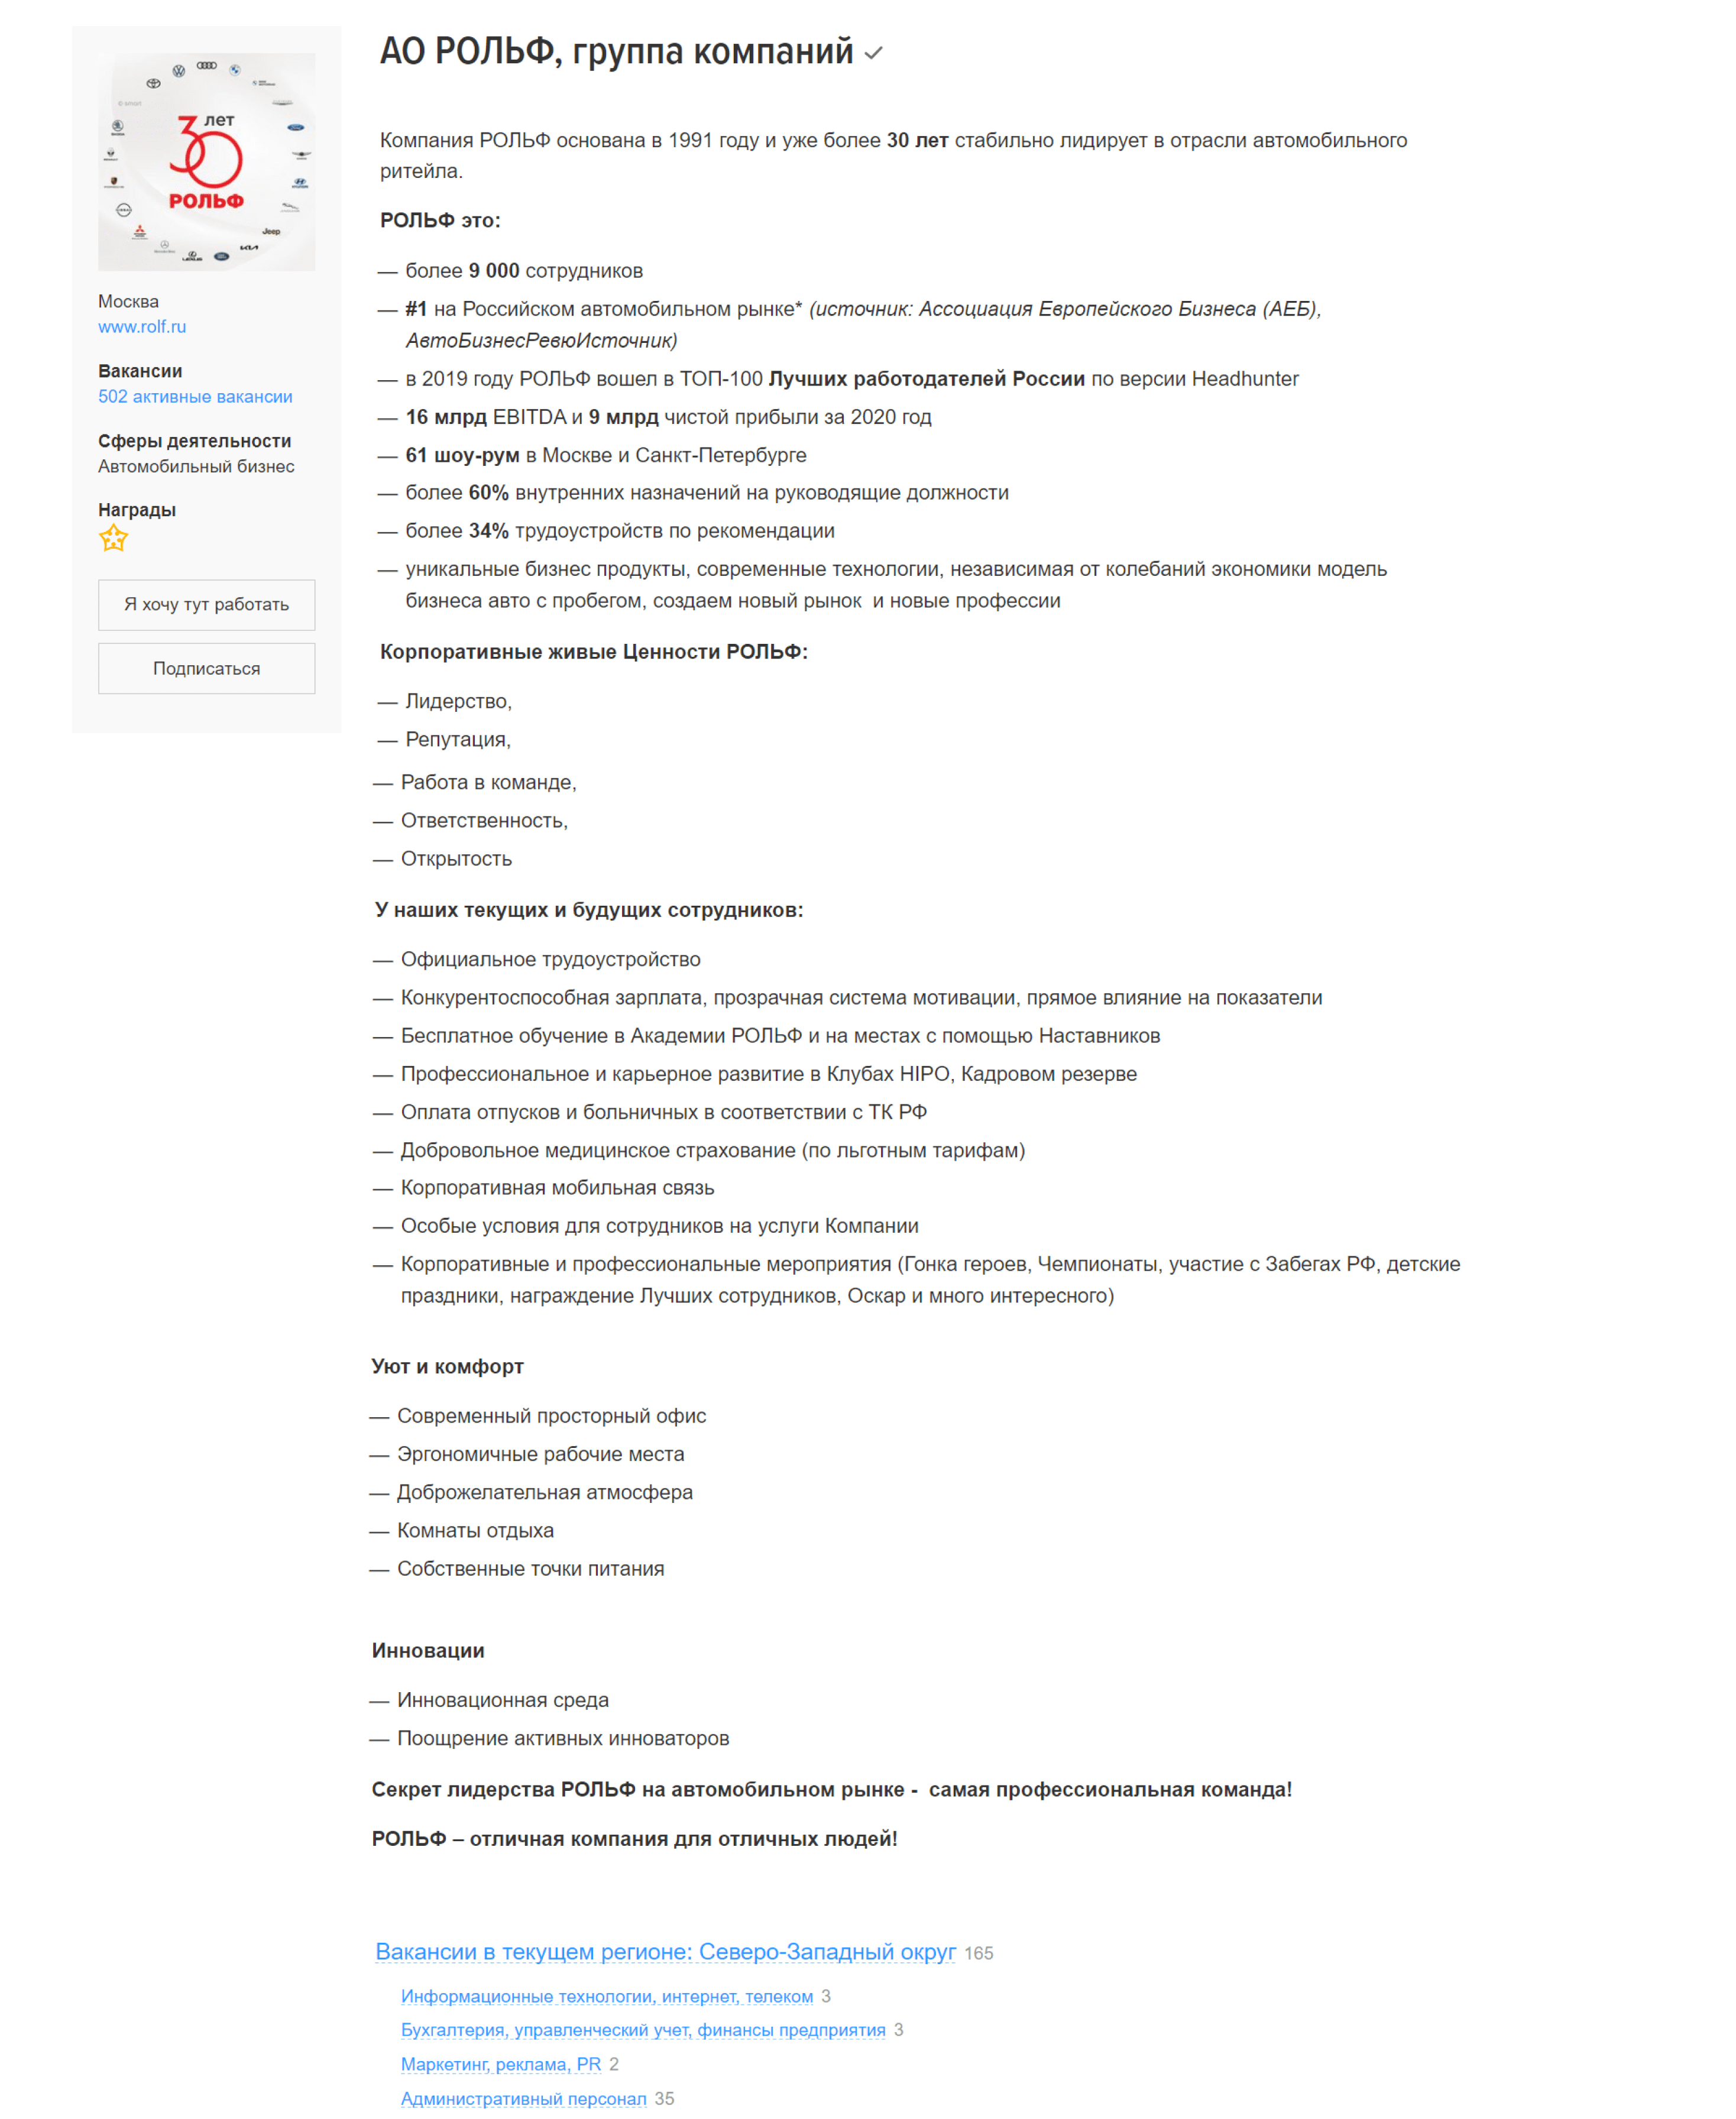 30 лет
РОЛЬФ
Jeep
Москва
www.rolf.ru
Вакансии
502 активные вакансии
Сферы деятельности
Автомобильный бизнес
Награды
Я хочу тут работать
Подписаться
АО РОЛЬФ, группа компаний
Компания РОЛЬФ основана в 1991 году и уже более 30 лет стабильно лидирует в отрасли автомобильного
ритейла.
РОЛЬФ это:
— более 9 000 сотрудников
— #1 на Российском автомобильном рынке* (источник: Ассоциация Европейского Бизнеса (АЕБ),
АвтоБизнесРевюИсточник)
— в 2019 году РОЛЬФ вошел в ТОП-100 Лучших работодателей России по версии Headhunter
— 16 млрд EBITDA и 9 млрд чистой прибыли за 2020 год
— 61 шоу-рум в Москве и Санкт-Петербурге
— более 60% внутренних назначений на руководящие должности
— более 34% трудоустройств по рекомендации
— уникальные бизнес продукты, современные технологии, независимая от колебаний экономики модель
бизнеса авто с пробегом, создаем новый рынок и новые профессии
Корпоративные живые Ценности РОЛЬФ:
— Лидерство,
— Репутация,
— Работа в команде,
— Ответственность,
— Открытость
У наших текущих и будущих сотрудников:
— Официальное трудоустройство
— Конкурентоспособная зарплата, прозрачная система мотивации, прямое влияние на показатели
— Бесплатное обучение в Академии РОЛЬФ и на местах с помощью Наставников
— Профессиональное и карьерное развитие в Клубах HIPO, Кадровом резерве
— Оплата отпусков и больничных в соответствии с ТК РФ
— Добровольное медицинское страхование (по льготным тарифам)
— Корпоративная мобильная связь
— Особые условия для сотрудников на услуги Компании
— Корпоративные и профессиональные мероприятия (Гонка героев, Чемпионаты, участие с Забегах РФ, детские
праздники, награждение Лучших сотрудников, Оскар и много интересного)
Уют и комфорт
— Современный просторный офис
— Эргономичные рабочие места
— Доброжелательная атмосфера
— Комнаты отдыха
— Собственные точки питания
Инновации
— Инновационная среда
— Поощрение активных инноваторов
Секрет лидерства РОЛЬФ на автомобильном рынке - самая профессиональная команда!
РОЛЬФ – отличная компания для отличных людей!
Вакансии в текущем регионе: Северо-Западный округ 165
Информационные технологии, интернет, телеком 3
Бухгалтерия, управленческий учет, финансы предприятия 3
Маркетинг, реклама, PR 2
Административный персонал 35